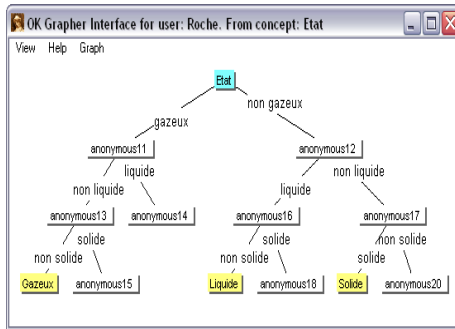 OK Grapher Interface for user: Roche. From concept: Etat
View Help Graph
Etat
gazeux non gazeux
anonymous11 anonymous12
non liquide liquide liquide non liquide
anonymous13 anonymous14 anonymous16 anonymous17
non solide solide non solide solide solide non solide
Gazeux anonymous15 Liquide anonymous18 Solide anonymous20